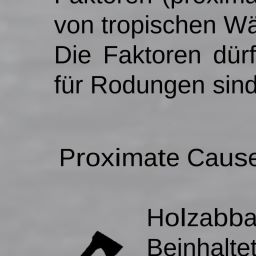 von tropischen Wä
Die Faktoren dürf
für Rodungen sind
Proximate Cause
Holzabba
Beinhaltet